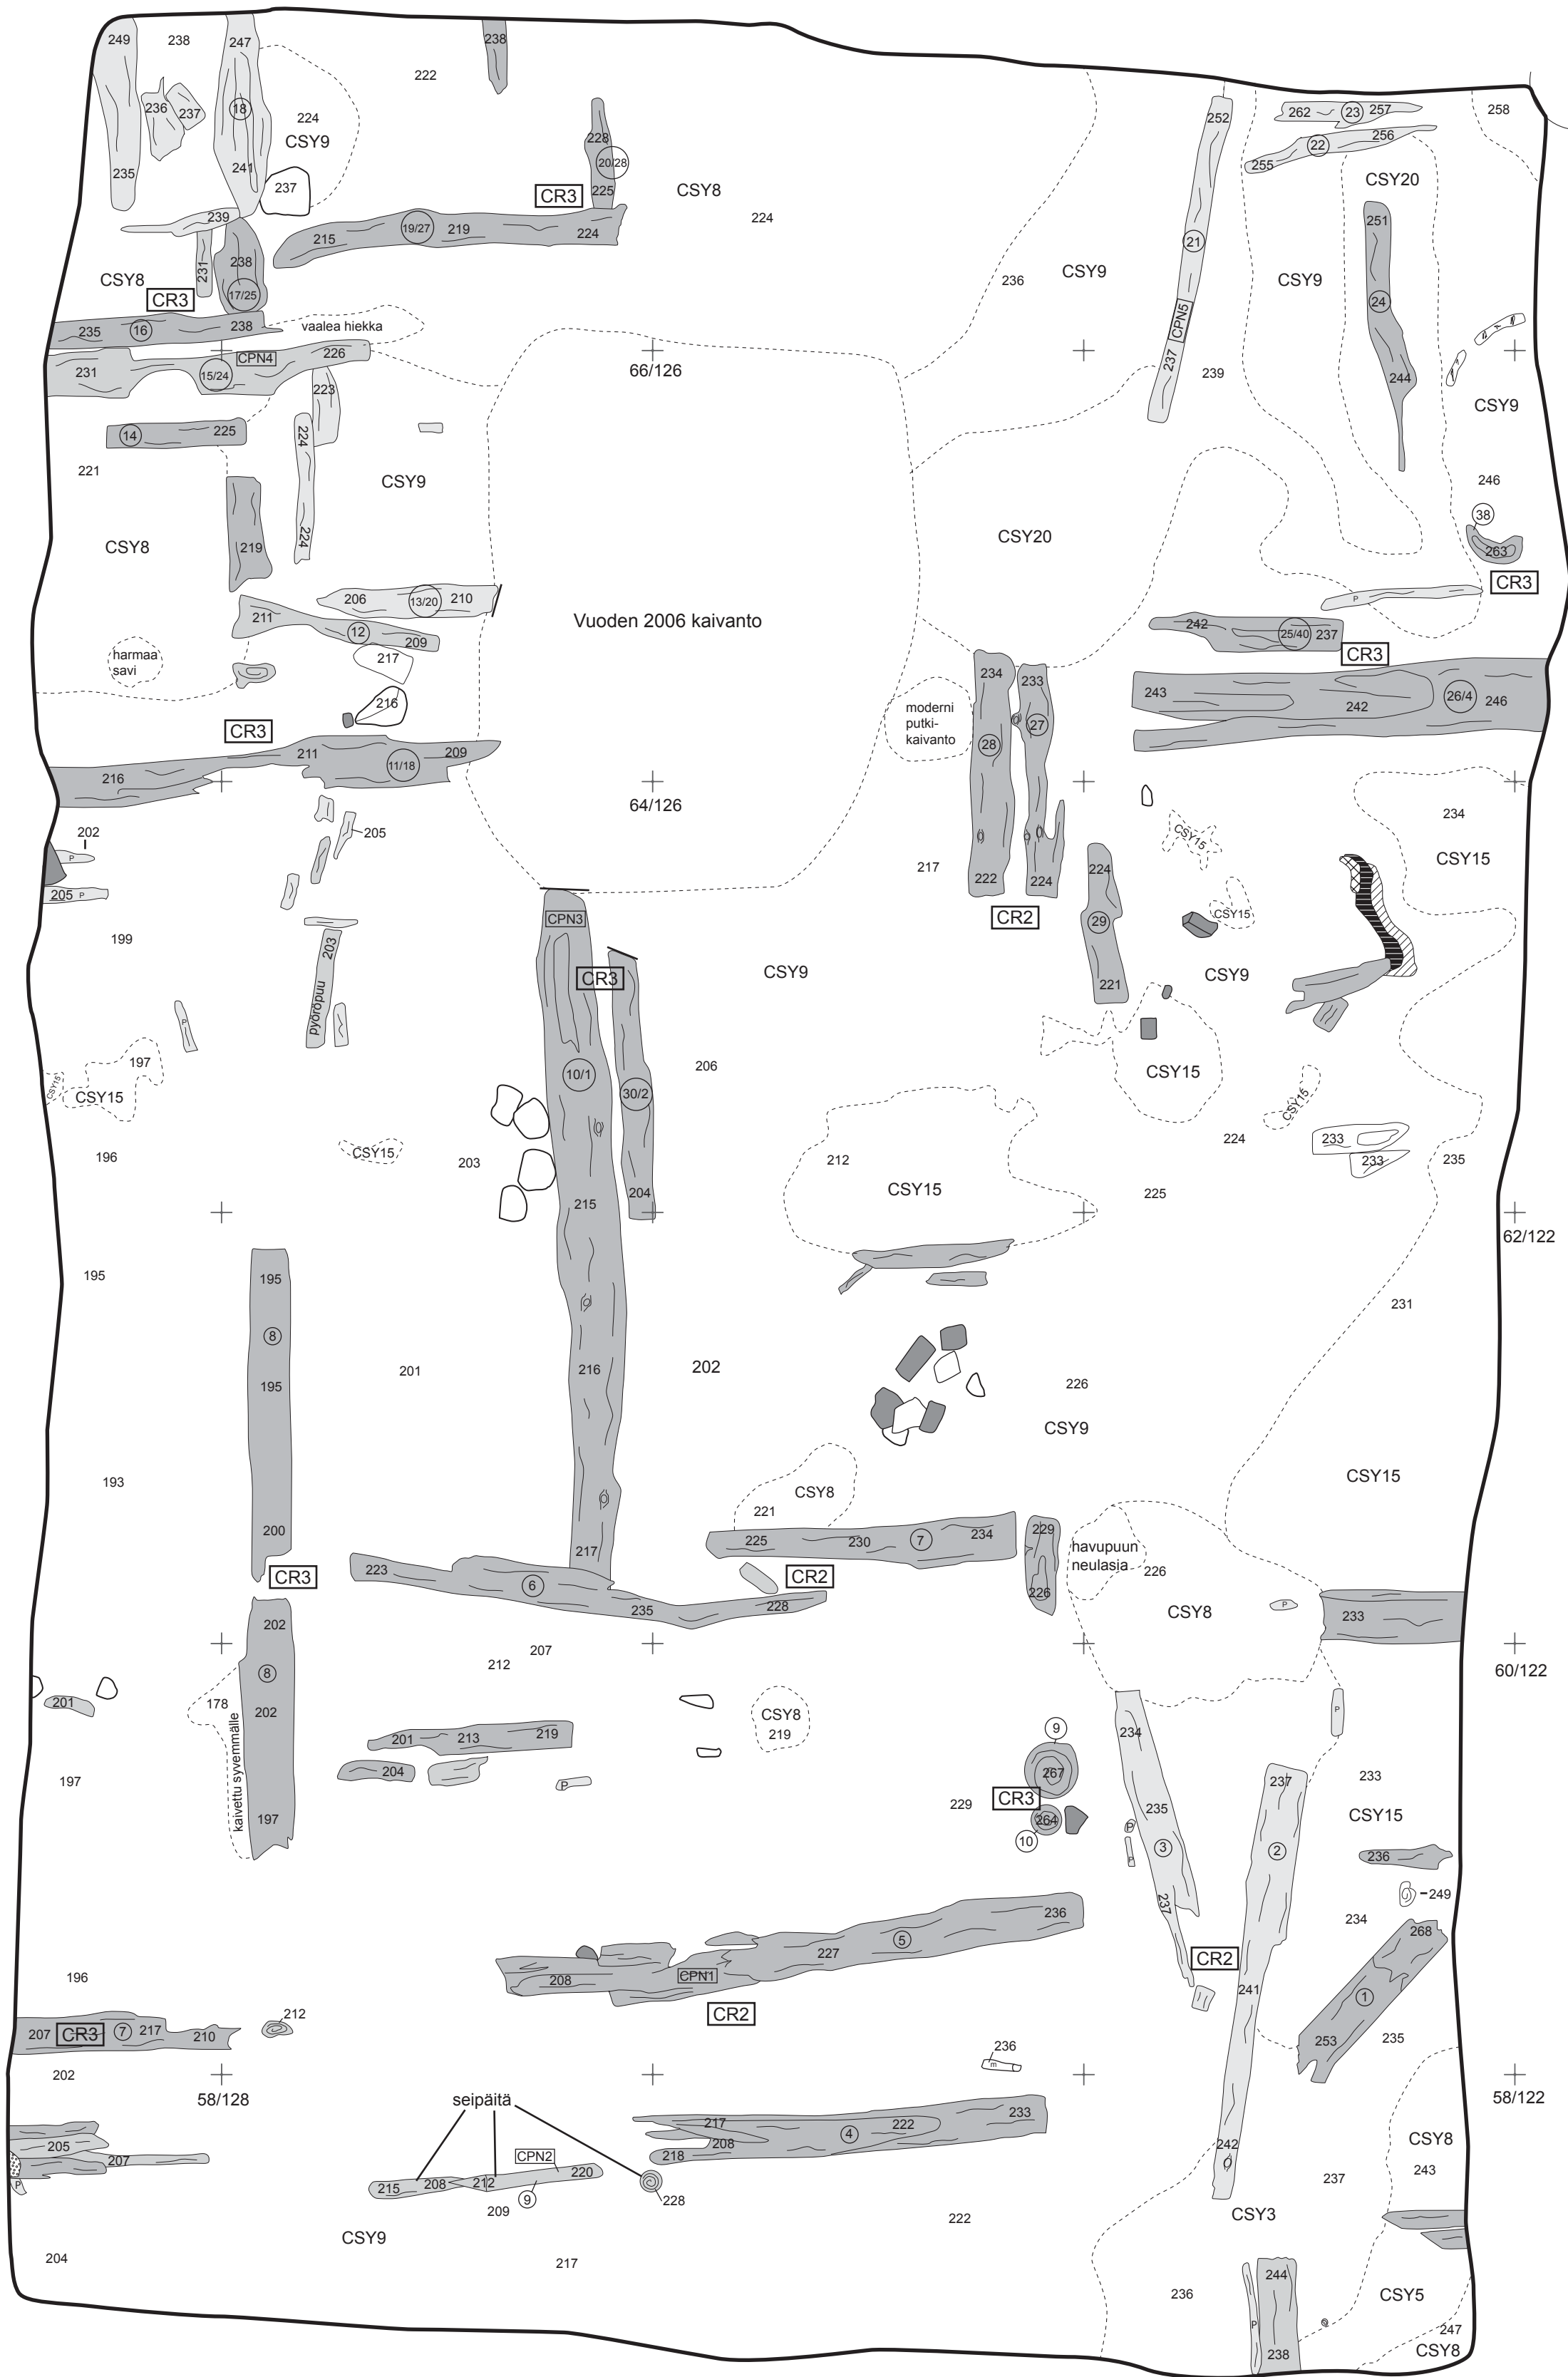 249
238
247
238
222
236
237
18
224
CSY9
241
235
237
228
20/28
225
CR3
CSY8
224
239
215
19/27
219
224
231
238
CSY8
CR3
17/25
235
16
238
vaalea hiekka
231
CPN4
226
15/24
223
14
225
224
221
CSY9
219
224
CSY8
206
13/20
210
211
12
209
217
harmaa
savi
216
CR3
211
11/18
209
216
66/126
Vuoden 2006 kaivanto
64/126
252
262
23
257
258
22
256
255
CSY20
251
21
236
CSY9
CSY9
24
CPN5
237
239
244
CSY9
246
CSY20
38
263
CR3
P
242
25/40
237
CR3
243
242
26/4
246
234
233
moderni
putki-
kaivanto
28
27
217
222
224
CR2
224
29
221
CSY15
CSY15
CSY9
234
CSY15
CSY15
CSY15
233
233
235
224
225
202
P
205
205
P
199
203
pyöröpuu
P
197
CSY15
CSY15
196
CSY15
203
CPN3
CR3
CSY9
10/1
30/2
206
215
204
212
CSY15
62/122
195
195
8
195
201
216
202
231
226
CSY9
CSY15
193
200
CSY8
221
225
230
7
234
229
226
havupuun
neulasia
226
CR2
217
223
6
235
228
CR3
CSY8
P
233
202
207
212
60/122
201
8
178
202
kaivettu syvemmälle
197
197
201
213
219
204
P
CSY8
219
9
267
CR3
264
10
229
234
235
3
P
P
237
P
237
2
233
CSY15
236
249
234
268
1
253
235
CR2
241
196
208
CPN1
227
5
236
CR2
207
CR3
7
217
210
212
202
58/128
236
m
58/122
seipäitä
205
207
P
217
208
218
222
4
233
CPN2
215
208
212
220
9
209
228
242
CSY8
243
237
CSY3
CSY9
222
204
217
236
244
P
238
CSY5
247
CSY8